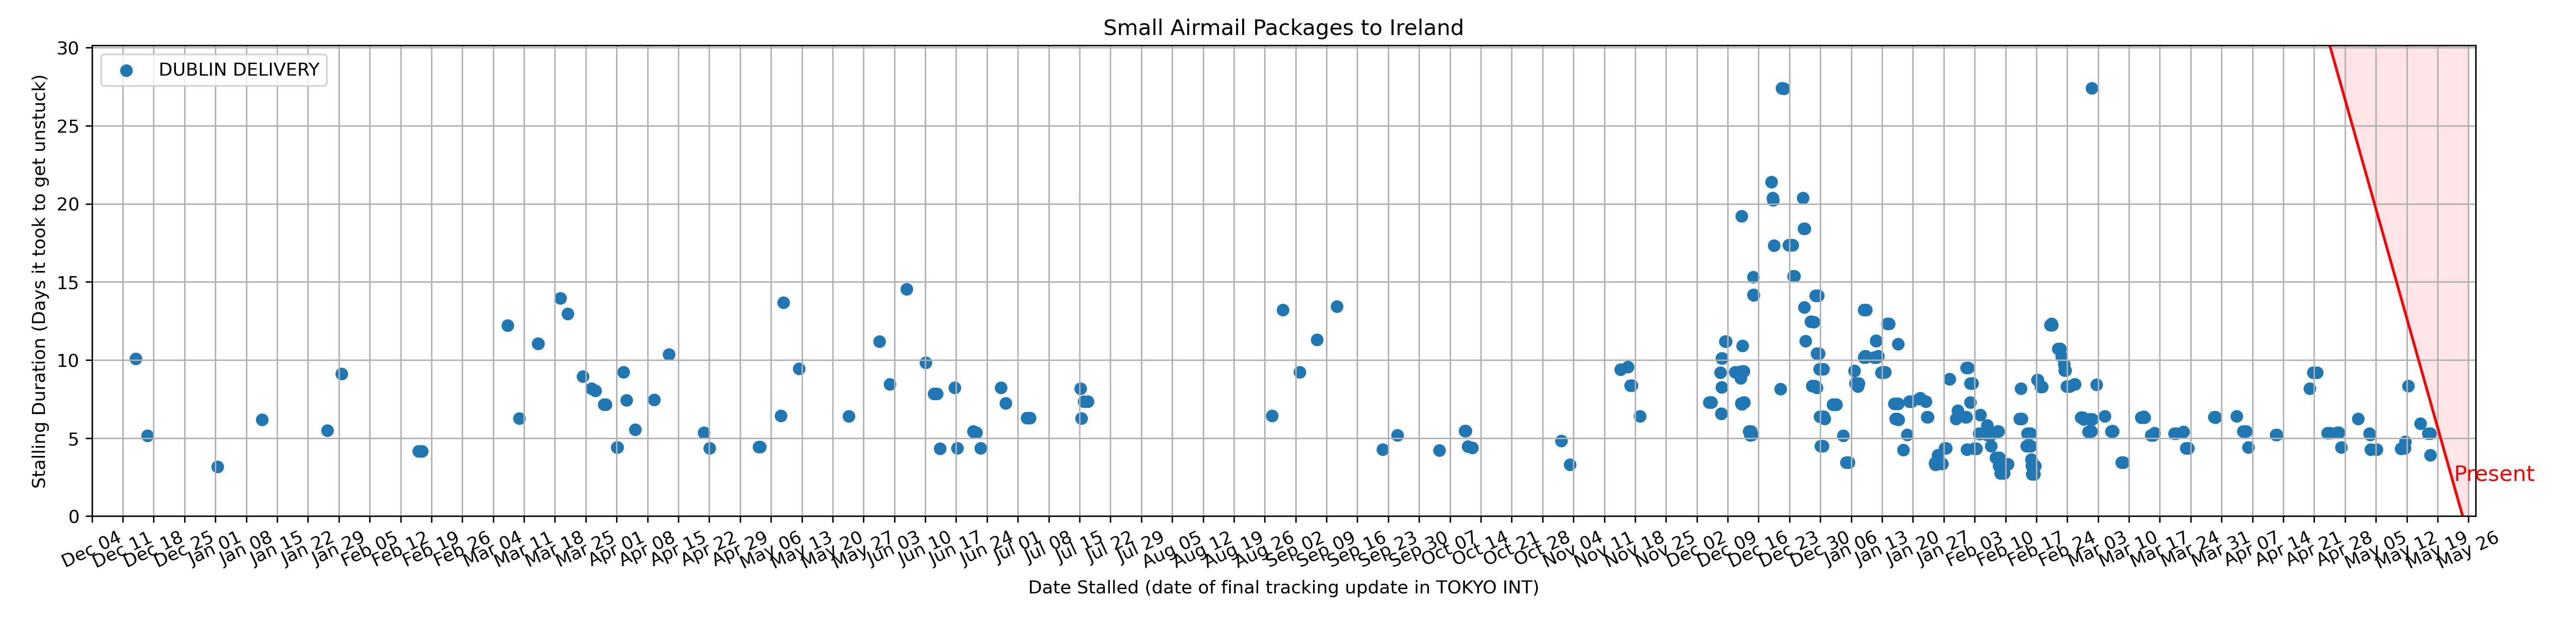 Small Airmail Packages to Ireland
DUBLIN DELIVERY
Stalling Duration (Days it took to get unstuck)
30
25
20
15
10
5
0
Present
Dec 04
Dec 11
Dec 18
Dec 25
Jan 01
Jan 08
Jan 15
Jan 22
Jan 29
Feb 05
Feb 12
Feb 19
Feb 26
Mar 04
Mar 11
Mar 18
Mar 25
Apr 01
Apr 08
Apr 15
Apr 22
Apr 29
May 06
May 13
May 20
May 27
Jun 03
Jun 10
Jun 17
Jun 24
Jul 01
Jul 08
Jul 15
Jul 22
Jul 29
Aug 05
Aug 12
Aug 19
Aug 26
Sep 02
Sep 09
Sep 16
Sep 23
Sep 30
Oct 07
Oct 14
Oct 21
Oct 28
Nov 04
Nov 11
Nov 18
Nov 25
Dec 02
Dec 09
Dec 16
Dec 23
Dec 30
Jan 06
Jan 13
Jan 20
Jan 27
Feb 03
Feb 10
Feb 17
Feb 24
Mar 03
Mar 10
Mar 17
Mar 24
Mar 31
Apr 07
Apr 14
Apr 21
Apr 28
May 05
May 12
May 19
May 26
Date Stalled (date of final tracking update in TOKYO INT)